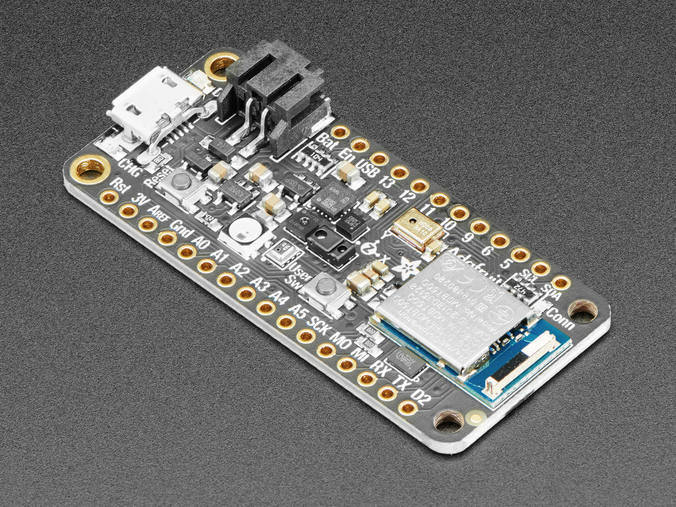 CHG
Reset
Bat
En
USB
13
12
11
10
9
6
5
SCL
SDA
Rst
3V
AREF
Gnd
A0
A1
A2
A3
A4
A5
SCK
MO
MI
RX
TX
D2
User
Sw
Z
X
Adafruit
Conn